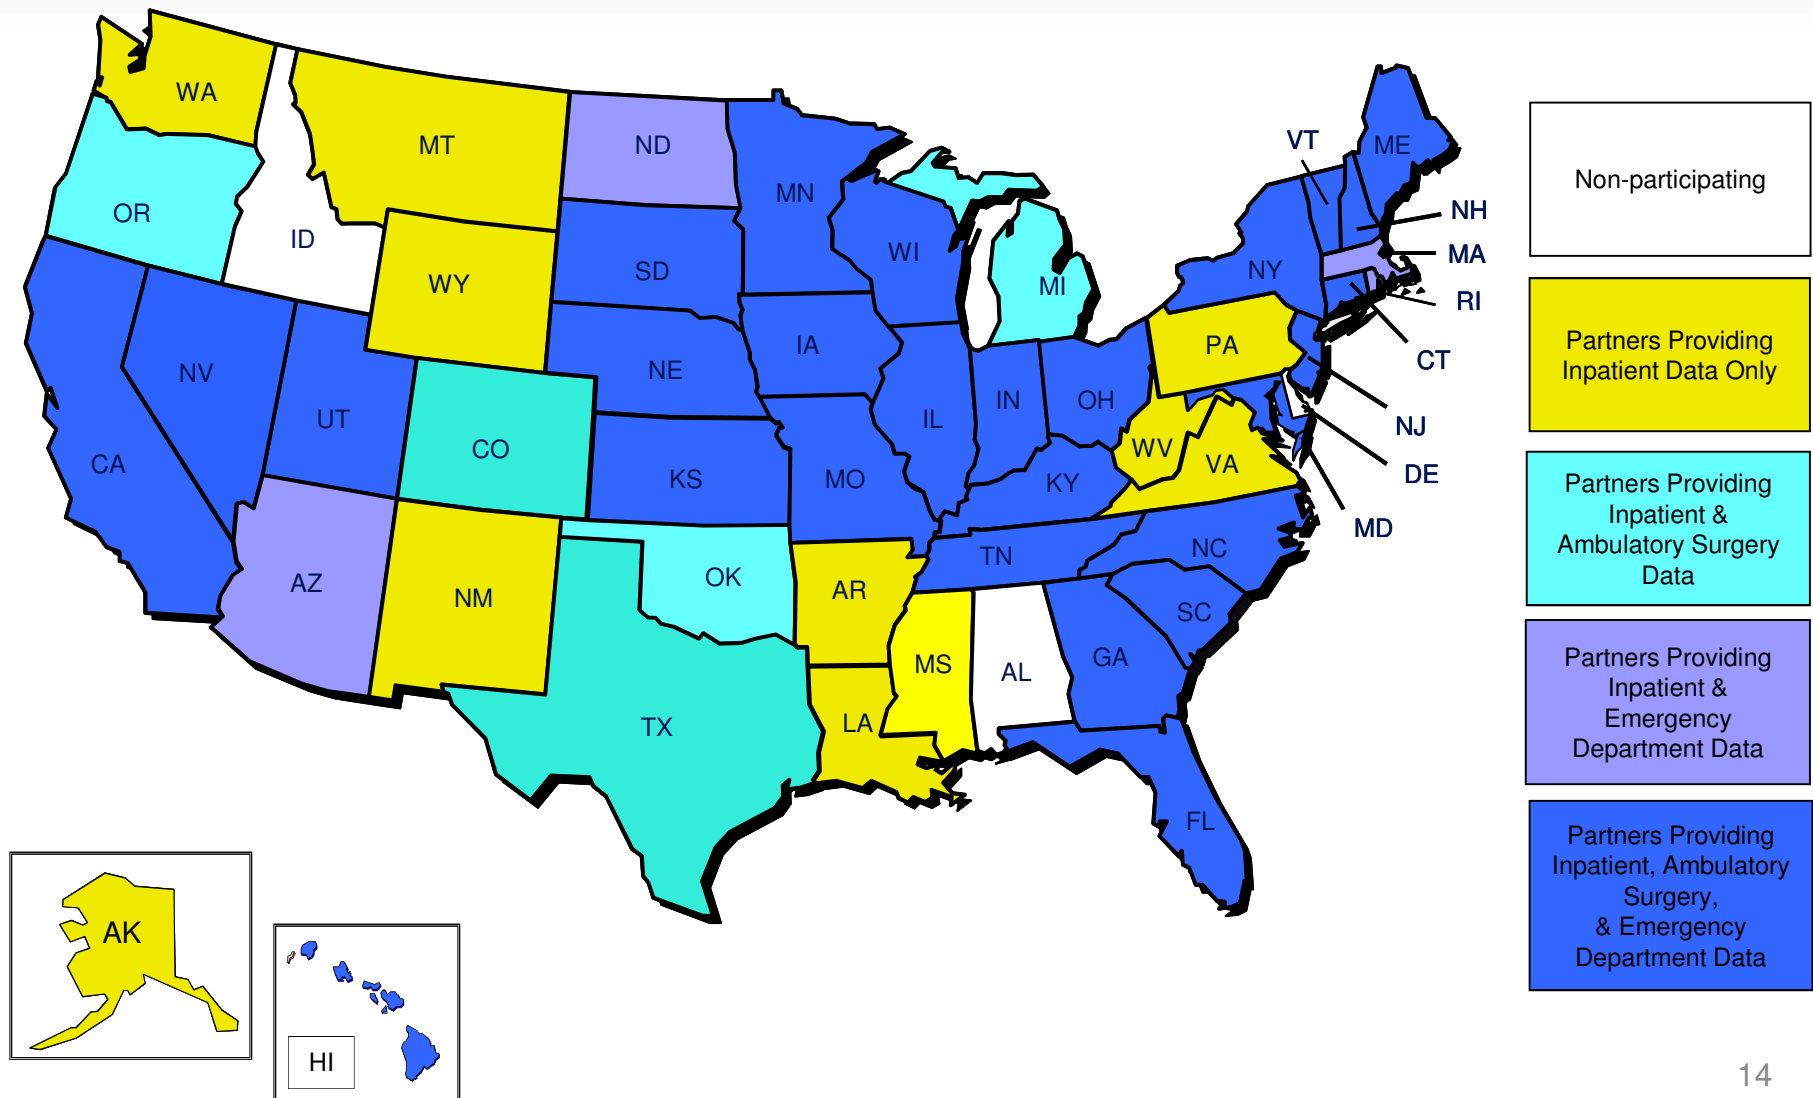 WA
MT
ND
MN
VT
ME
OR
ID
WY
SD
WI
MI
NY
NH
MA
RI
CT
NV
UT
CO
NE
IA
IL
IN
OH
PA
NJ
DE
MD
CA
KS
MO
KY
WV
VA
AZ
NM
OK
AR
TN
NC
SC
TX
LA
MS
AL
GA
FL
AK
HI
Non-participating
Partners Providing
Inpatient Data Only
Partners Providing
Inpatient &
Ambulatory Surgery
Data
Partners Providing
Inpatient &
Emergency
Department Data
Partners Providing
Inpatient, Ambulatory
Surgery,
& Emergency
Department Data
14